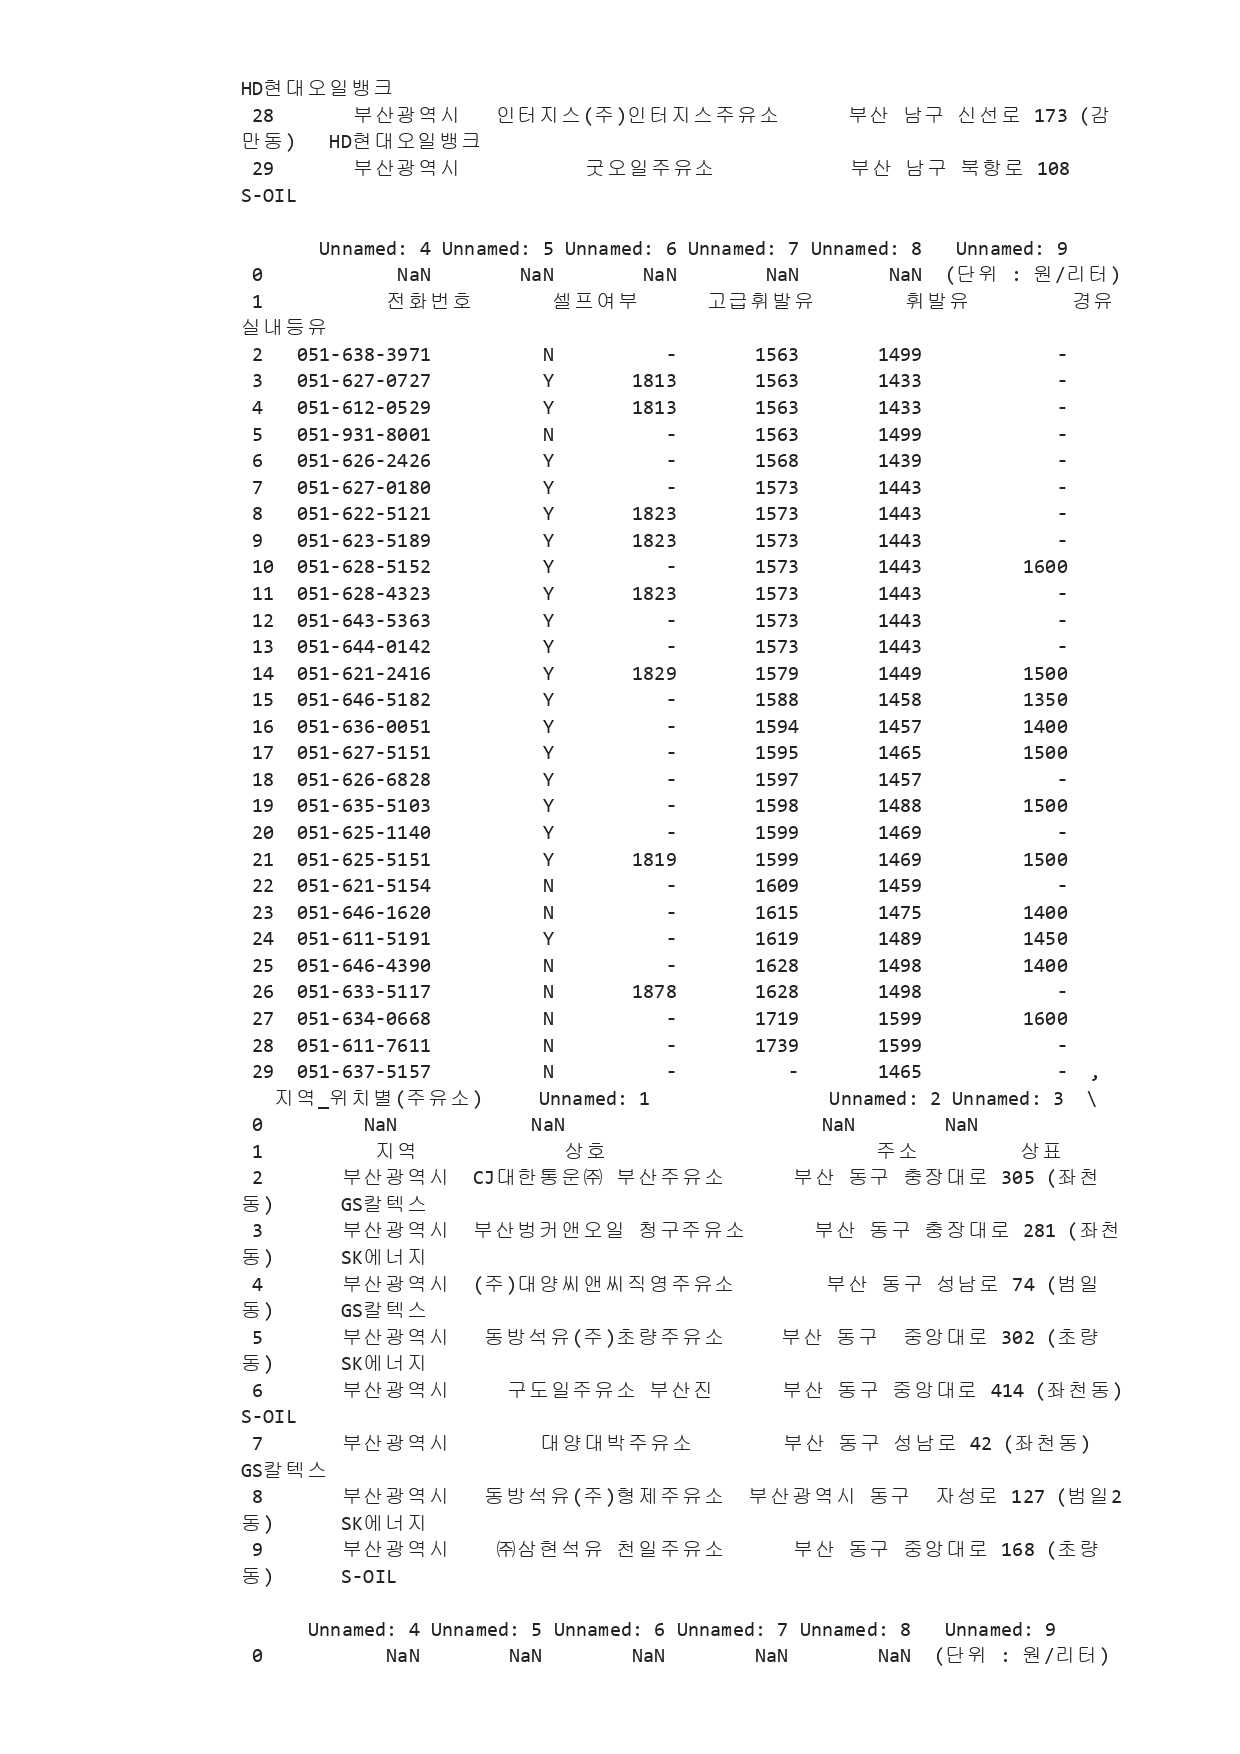 HD현대오일뱅크
28 부산광역시 인터지스(주)인터지스주유소 부산 남구 신선로 173 (감
만동) HD현대오일뱅크
29 부산광역시 굿오일주유소 부산 남구 북항로 108
S-OIL
Unnamed: 4 Unnamed: 5 Unnamed: 6 Unnamed: 7 Unnamed: 8 Unnamed: 9
0 NaN NaN NaN NaN NaN (단위 : 원/리터)
1 전화번호 셀프여부 고급휘발유 휘발유 경유
실내등유
2 051-638-3971 N - 1563 1499 -
3 051-627-0727 Y 1813 1563 1433 -
4 051-612-0529 Y 1813 1563 1433 -
5 051-931-8001 N - 1563 1499 -
6 051-626-2426 Y - 1568 1439 -
7 051-627-0180 Y - 1573 1443 -
8 051-622-5121 Y 1823 1573 1443 -
9 051-623-5189 Y 1823 1573 1443 -
10 051-628-5152 Y - 1573 1443 1600
11 051-628-4323 Y 1823 1573 1443 -
12 051-643-5363 Y - 1573 1443 -
13 051-644-0142 Y - 1573 1443 -
14 051-621-2416 Y 1829 1579 1449 1500
15 051-646-5182 Y - 1588 1458 1350
16 051-636-0051 Y - 1594 1457 1400
17 051-627-5151 Y - 1595 1465 1500
18 051-626-6828 Y - 1597 1457 -
19 051-635-5103 Y - 1598 1488 1500
20 051-625-1140 Y - 1599 1469 -
21 051-625-5151 Y 1819 1599 1469 1500
22 051-621-5154 N - 1609 1459 -
23 051-646-1620 N - 1615 1475 1400
24 051-611-5191 Y - 1619 1489 1450
25 051-646-4390 N - 1628 1498 1400
26 051-633-5117 N 1878 1628 1498 -
27 051-634-0668 N - 1719 1599 1600
28 051-611-7611 N - 1739 1599 -
29 051-637-5157 N - - 1465 - ,
지역_위치별(주유소) Unnamed: 1 Unnamed: 2 Unnamed: 3 \
0 NaN NaN NaN NaN
1 지역 상호 주소 상표
2 부산광역시 CJ대한통운㈜ 부산주유소 부산 동구 충장대로 305 (좌천
동) GS칼텍스
3 부산광역시 부산벙커앤오일 청구주유소 부산 동구 충장대로 281 (좌천
동) SK에너지
4 부산광역시 (주)대양씨앤씨직영주유소 부산 동구 성남로 74 (범일
동) GS칼텍스
5 부산광역시 동방석유(주)초량주유소 부산 동구 중앙대로 302 (초량
동) SK에너지
6 부산광역시 구도일주유소 부산진 부산 동구 중앙대로 414 (좌천동)
S-OIL
7 부산광역시 대양대박주유소 부산 동구 성남로 42 (좌천동)
GS칼텍스
8 부산광역시 동방석유(주)형제주유소 부산광역시 동구 자성로 127 (범일2
동) SK에너지
9 부산광역시 ㈜삼현석유 천일주유소 부산 동구 중앙대로 168 (초량
동) S-OIL
Unnamed: 4 Unnamed: 5 Unnamed: 6 Unnamed: 7 Unnamed: 8 Unnamed: 9
0 NaN NaN NaN NaN NaN (단위 : 원/리터)